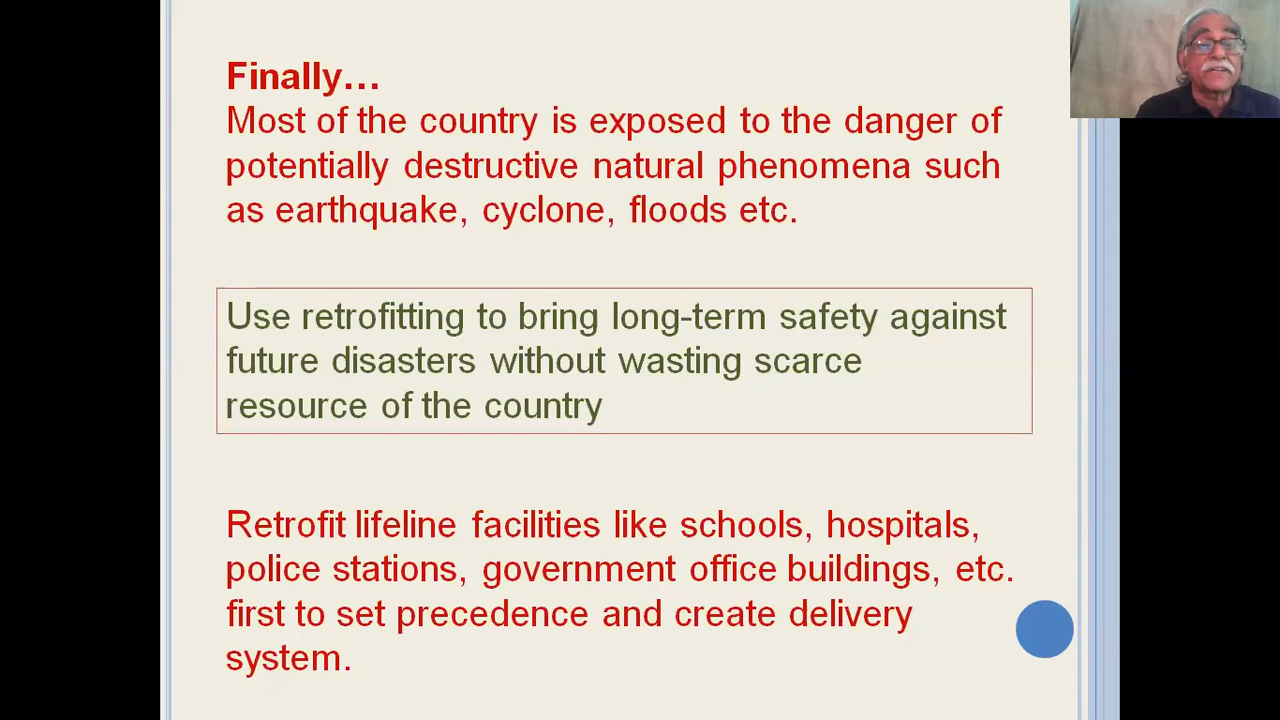 Finally...
Most of the country is exposed to the danger of
potentially destructive natural phenomena such
as earthquake, cyclone, floods etc.
Use retrofitting to bring long-term safety against
future disasters without wasting scarce
resource of the country
Retrofit lifeline facilities like schools, hospitals,
police stations, government office buildings, etc.
first to set precedence and create delivery
system.